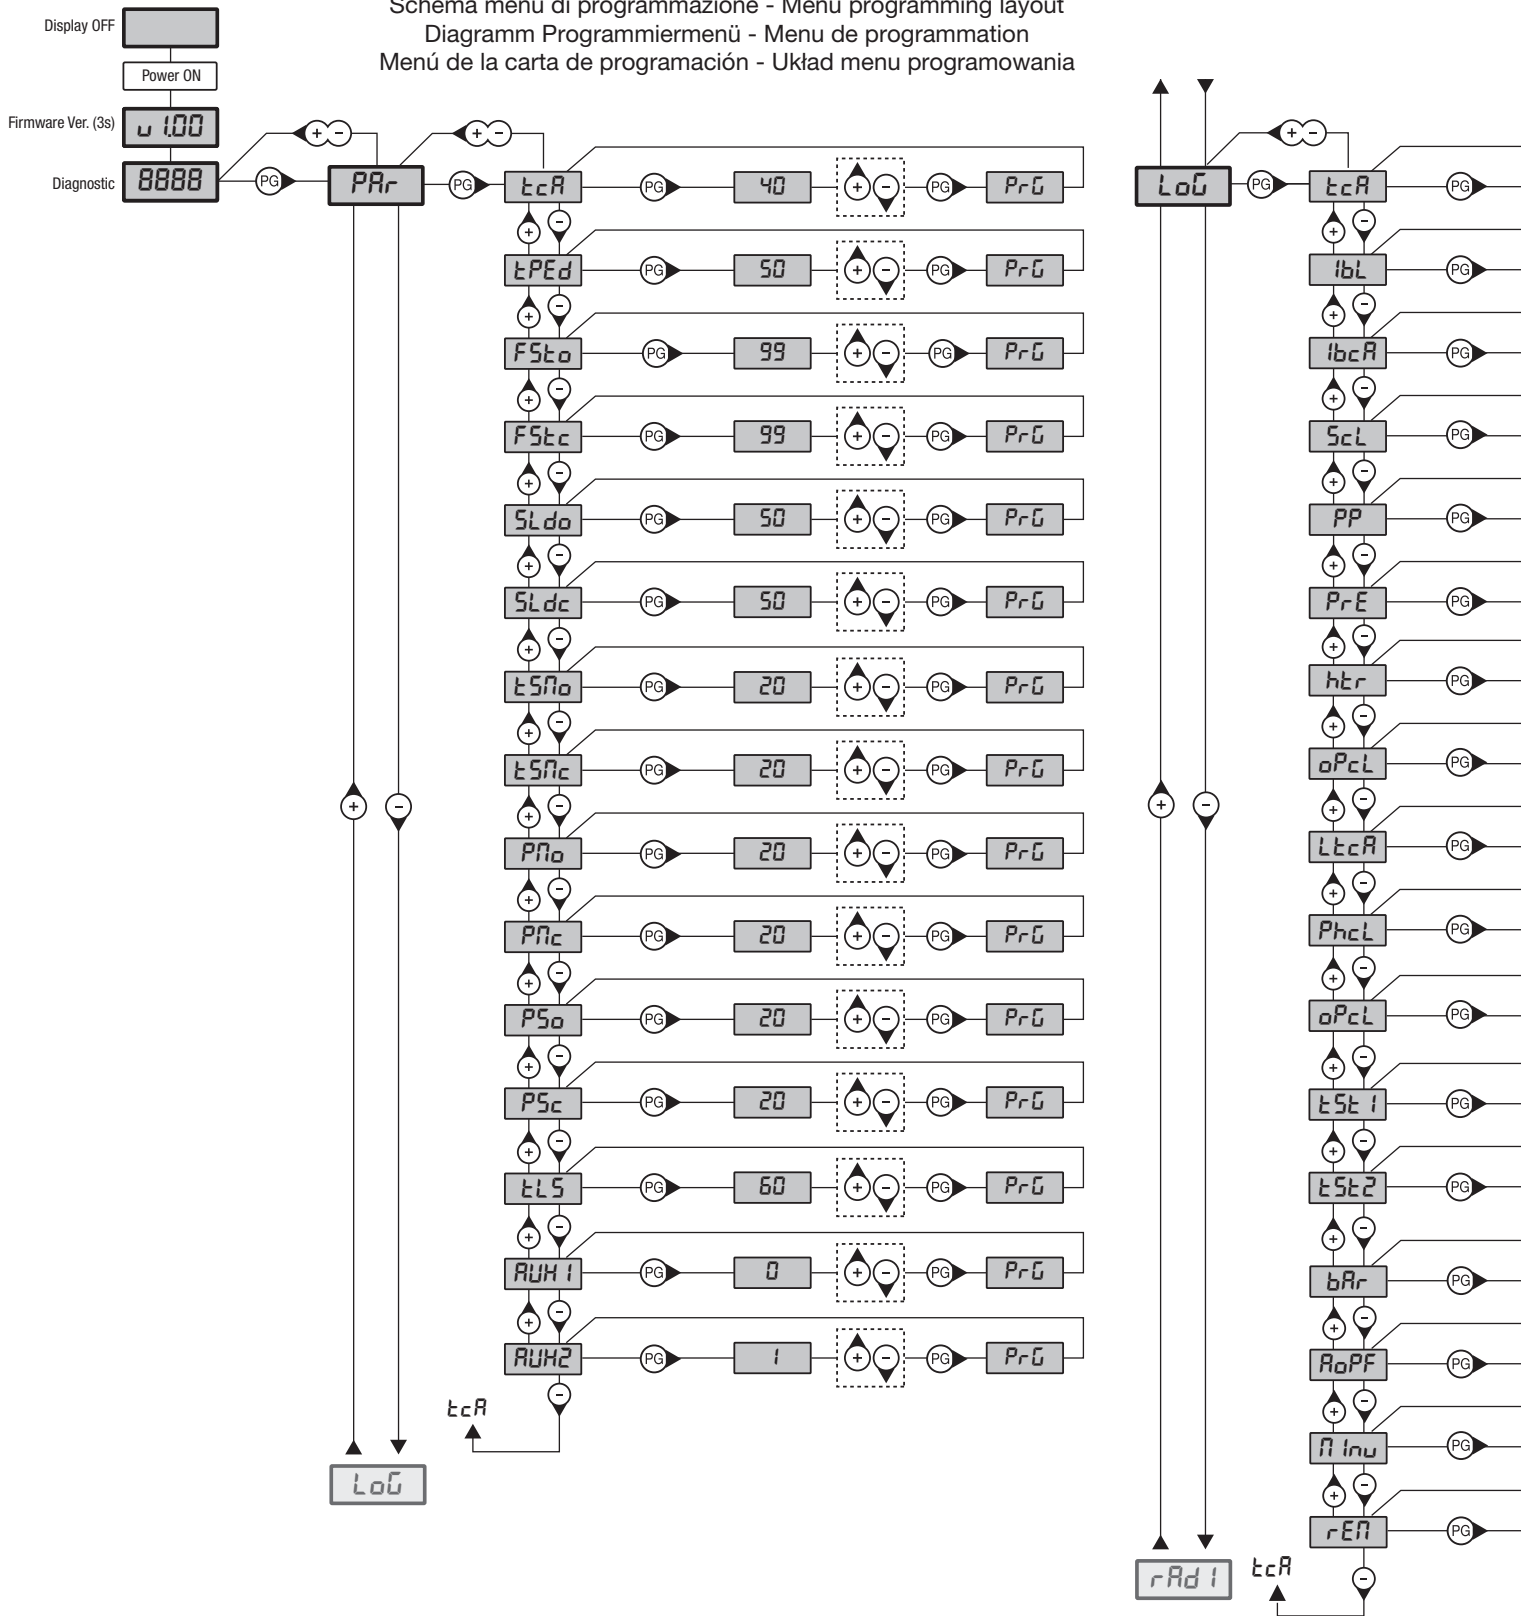 Schema menu di programmazione - Menu programming layout
Diagramm Programmiermenü - Menu de programmation
Menú de la carta de programación - Układ menu programowania
Display OFF
Power ON
Firmware Ver. (3s)
u 1.00
Diagnostic
8888
PG
+ -
PAr
PG
+ -
tcA PG 40 + - PG PrG
+ -
tPEd PG 50 + - PG PrG
+ -
FSto PG 99 + - PG PrG
+ -
FStc PG 99 + - PG PrG
+ -
SLdo PG 50 + - PG PrG
+ -
SLdc PG 50 + - PG PrG
+ -
tSMo PG 20 + - PG PrG
+ -
tSMc PG 20 + - PG PrG
+ -
PMo PG 20 + - PG PrG
+ -
PMc PG 20 + - PG PrG
+ -
PSo PG 20 + - PG PrG
+ -
PSc PG 20 + - PG PrG
+ -
tLS PG 60 + - PG PrG
+ -
AUH1 PG 0 + - PG PrG
+ -
AUH2 PG 1 + - PG PrG
-
tcA
+ -
LoG
LoG
PG
+ -
tcA PG
+ -
IbL PG
+ -
IbcA PG
+ -
ScL PG
+ -
PP PG
+ -
PrE PG
+ -
htr PG
+ -
oPcL PG
+ -
LtcA PG
+ -
PhcL PG
+ -
oPcL PG
+ -
tSt1 PG
+ -
tSt2 PG
+ -
bAr PG
+ -
AoPF PG
+ -
MInv PG
+ -
rEM PG
-
tcA
+ -
rAd1